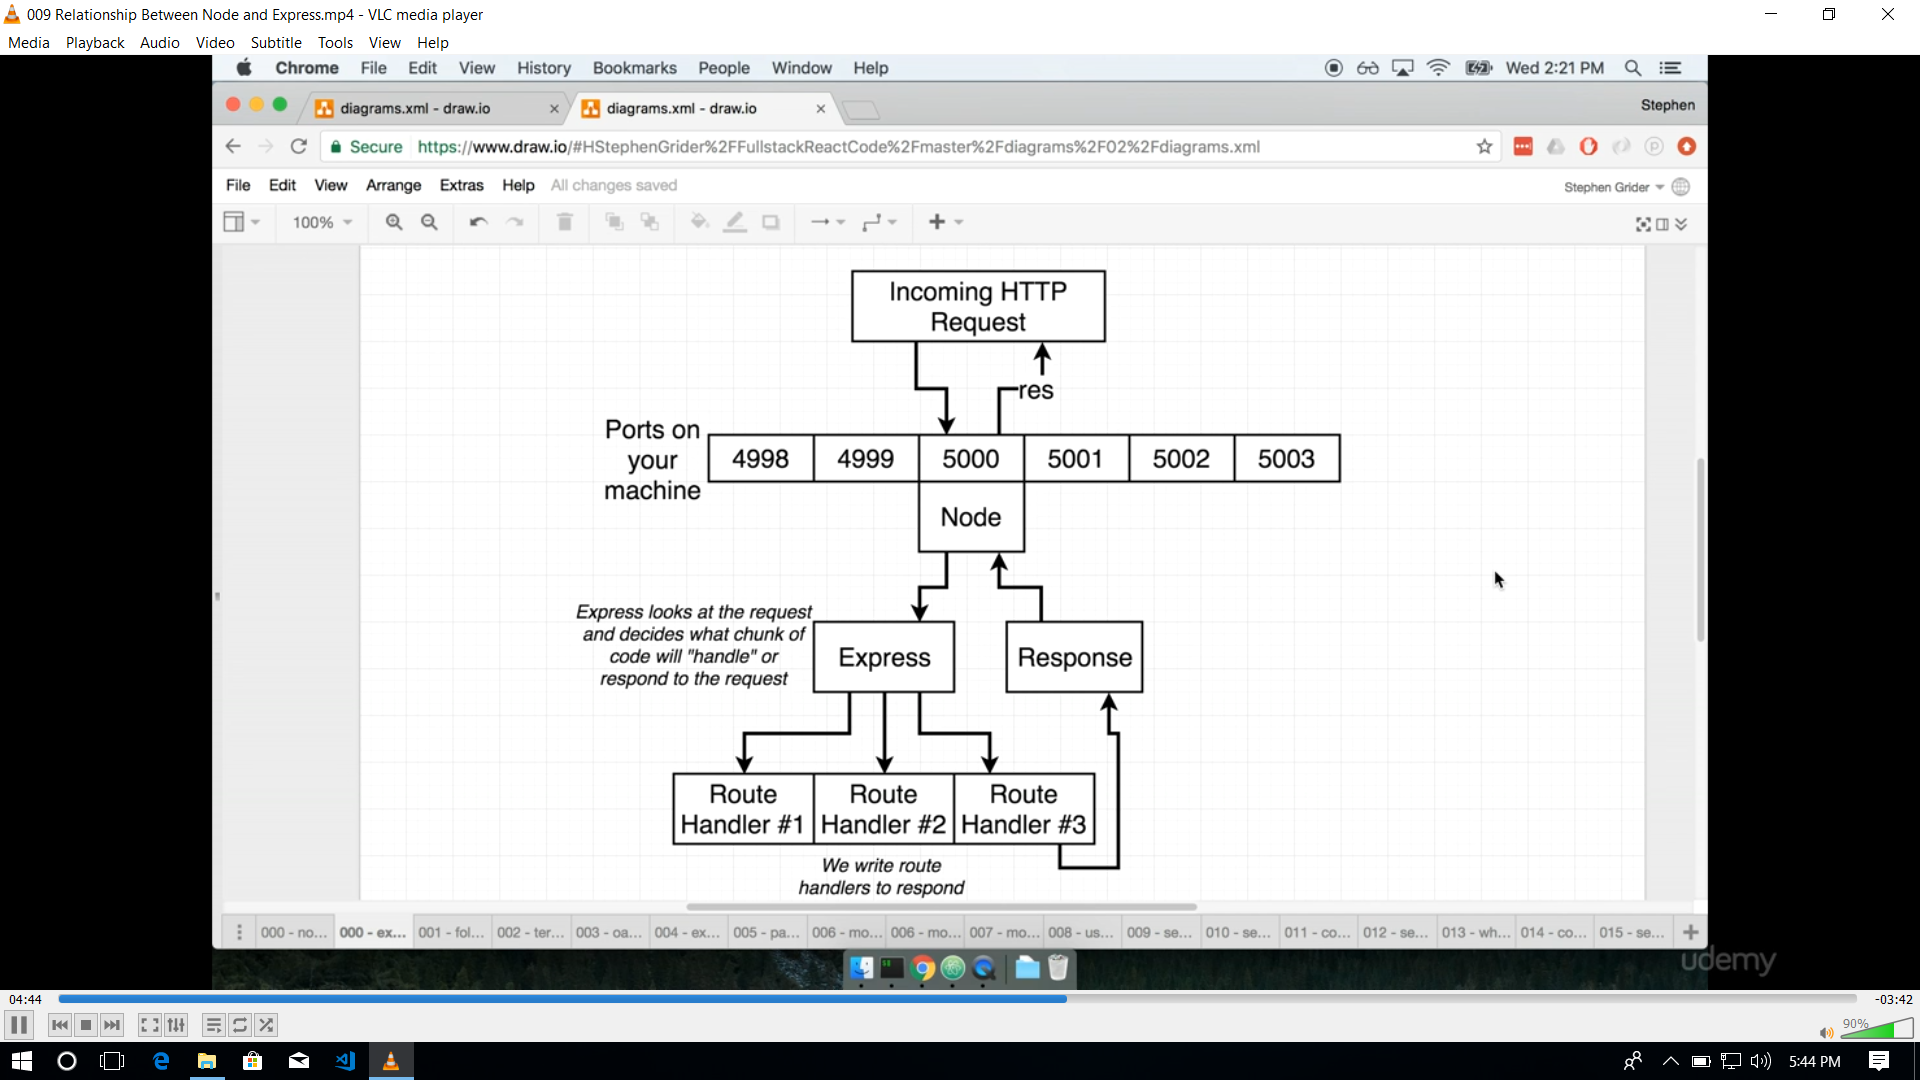 009 Relationship Between Node and Express.mp4 - VLC media player
Media Playback Audio Video Subtitle Tools View Help
Chrome File Edit View History Bookmarks People Window Help Wed 2:21 PM
diagrams.xml - draw.io diagrams.xml - draw.io Stephen
Secure https://www.draw.io/#HStephenGrider%2FFullstackReactCode%2Fmaster%2Fdiagrams%2F02%2Fdiagrams.xml
File Edit View Arrange Extras Help All changes saved Stephen Grider
100%
Incoming HTTP
Request
res
Ports on
your
machine
4998 4999 5000 5001 5002 5003
Node
Express looks at the request
and decides what chunk of
code will "handle" or
respond to the request
Express
Response
Route
Handler #1
Route
Handler #2
Route
Handler #3
We write route
handlers to respond
000 - no... 000 - ex... 001 - fol... 002 - ter... 003 - oa... 004 - ex... 005 - pa... 006 - mo... 006 - mo... 007 - mo... 008 - us... 009 - se... 010 - se... 011 - co... 012 - se... 013 - wh... 014 - co... 015 - se...
udemy
04:44 -03:42
90%
5:44 PM